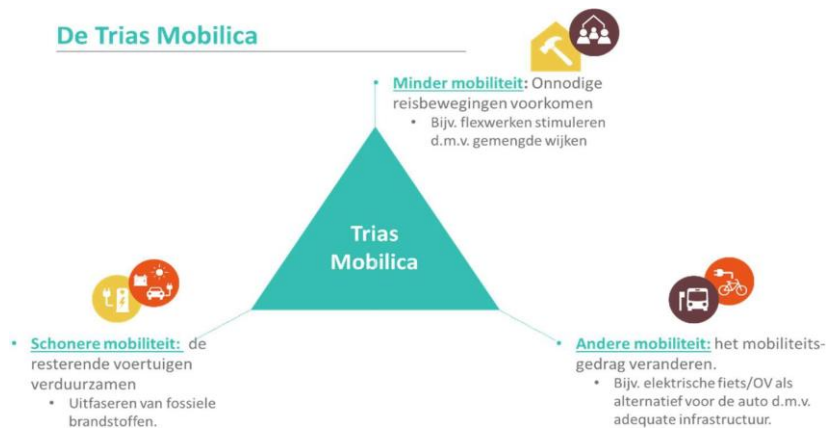 De Trias Mobilica
• Minder mobiliteit: Onnodige
reisbewegingen voorkomen
• Bijv. flexwerken stimuleren
d.m.v. gemengde wijken
Trias
Mobilica
• Schonere mobiliteit: de
resterende voertuigen
verduurzamen
• Uitfaseren van fossiele
brandstoffen.
• Andere mobiliteit: het mobiliteits-
gedrag veranderen.
• Bijv. elektrische fiets/OV als
alternatief voor de auto d.m.v.
adequate infrastructuur.